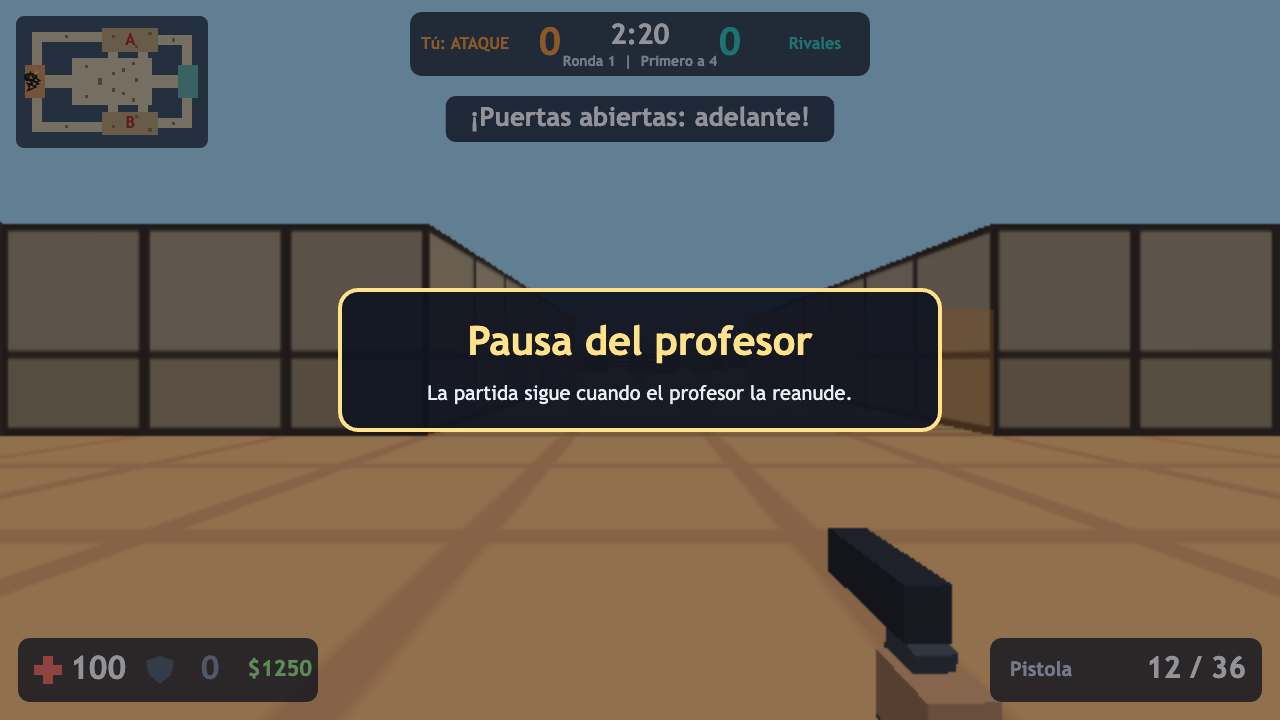 A
B
Tú: ATAQUE 0 2:20 0 Rivales
Ronda 1 | Primero a 4
¡Puertas abiertas: adelante!
Pausa del profesor
La partida sigue cuando el profesor la reanude.
100 0 $1250
Pistola 12 / 36